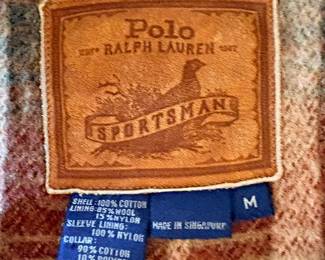 Polo
RALPH LAUREN
SPORTSMAN
SHELL: 100% COTTON
LINING: 85% WOOL
15% NYLON
SLEEVE LINING:
100% NYLON
COLLAR:
90% COTTON
10%
MADE IN SINGAPORE
M